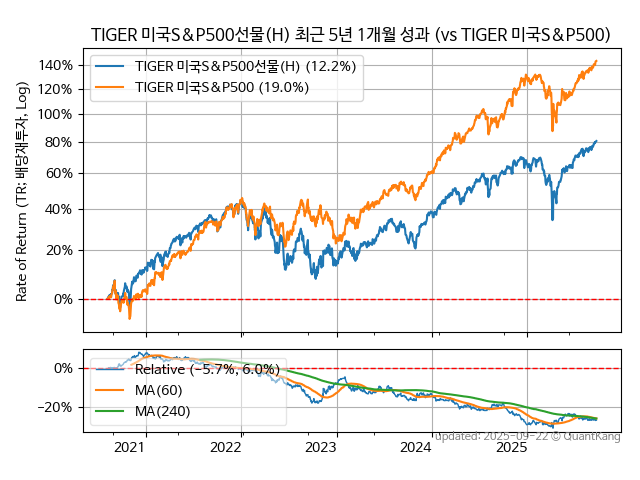 TIGER 미국S&P500선물(H) 최근 5년 1개월 성과 (vs TIGER 미국S&P500)
Rate of Return (TR: 배당재투자, Log)
140%
120%
100%
80%
60%
40%
20%
0%
TIGER 미국S&P500선물(H) (12.2%)
TIGER 미국S&P500 (19.0%)
0%
−20%
Relative (−5.7%, 6.0%)
MA(60)
MA(240)
2021
2022
2023
2024
2025
updated: 2025-09-22 © QuantKang